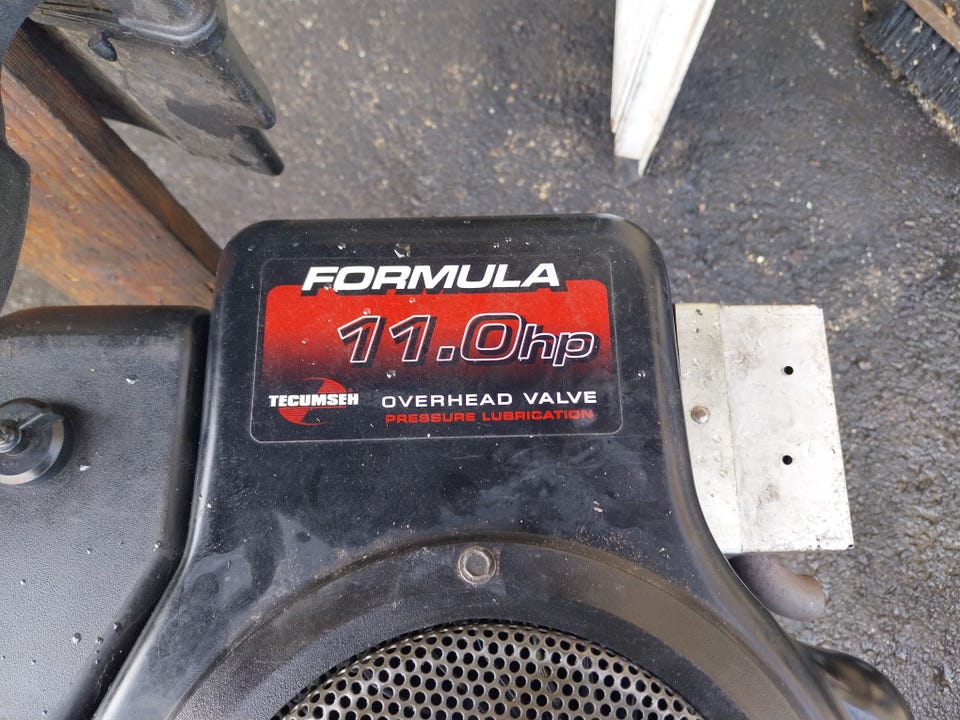 FORMULA
11.0hp
TECUMSEH® OVERHEAD VALVE
PRESSURE LUBRICATION